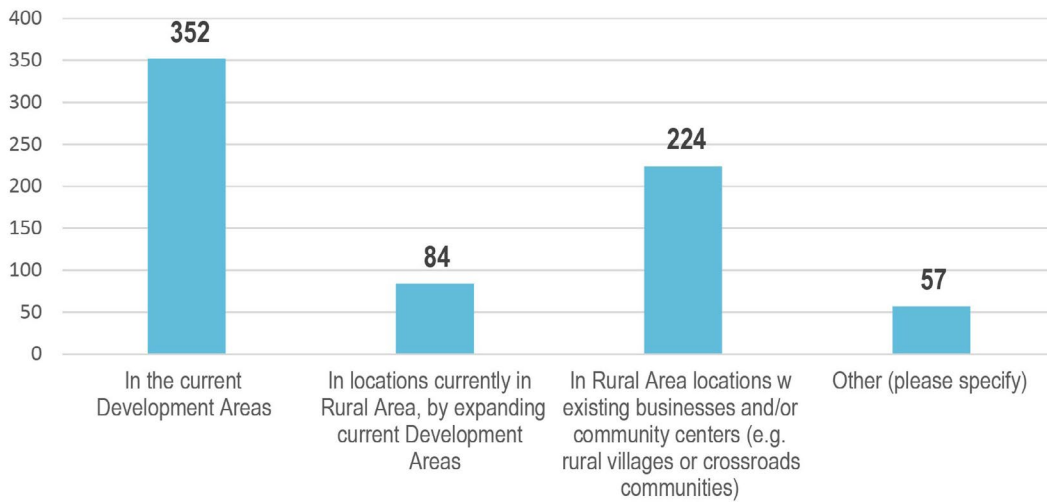 400
350
300
250
200
150
100
50
0
352
84
224
57
In the current
Development Areas
In locations currently in
Rural Area, by expanding
current Development
Areas
In Rural Area locations w
existing businesses and/or
community centers (e.g.
rural villages or crossroads
communities)
Other (please specify)